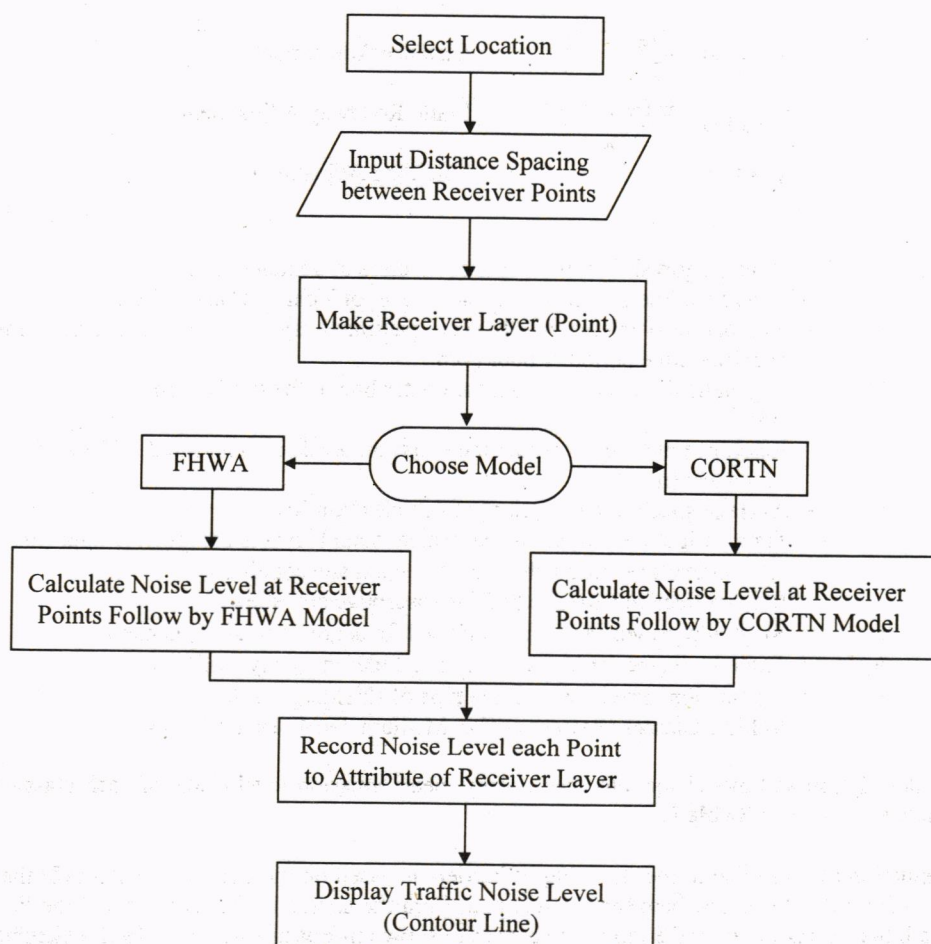 Select Location
Input Distance Spacing
between Receiver Points
Make Receiver Layer (Point)
FHWA
Choose Model
CORTN
Calculate Noise Level at Receiver
Points Follow by FHWA Model
Calculate Noise Level at Receiver
Points Follow by CORTN Model
Record Noise Level each Point
to Attribute of Receiver Layer
Display Traffic Noise Level
(Contour Line)